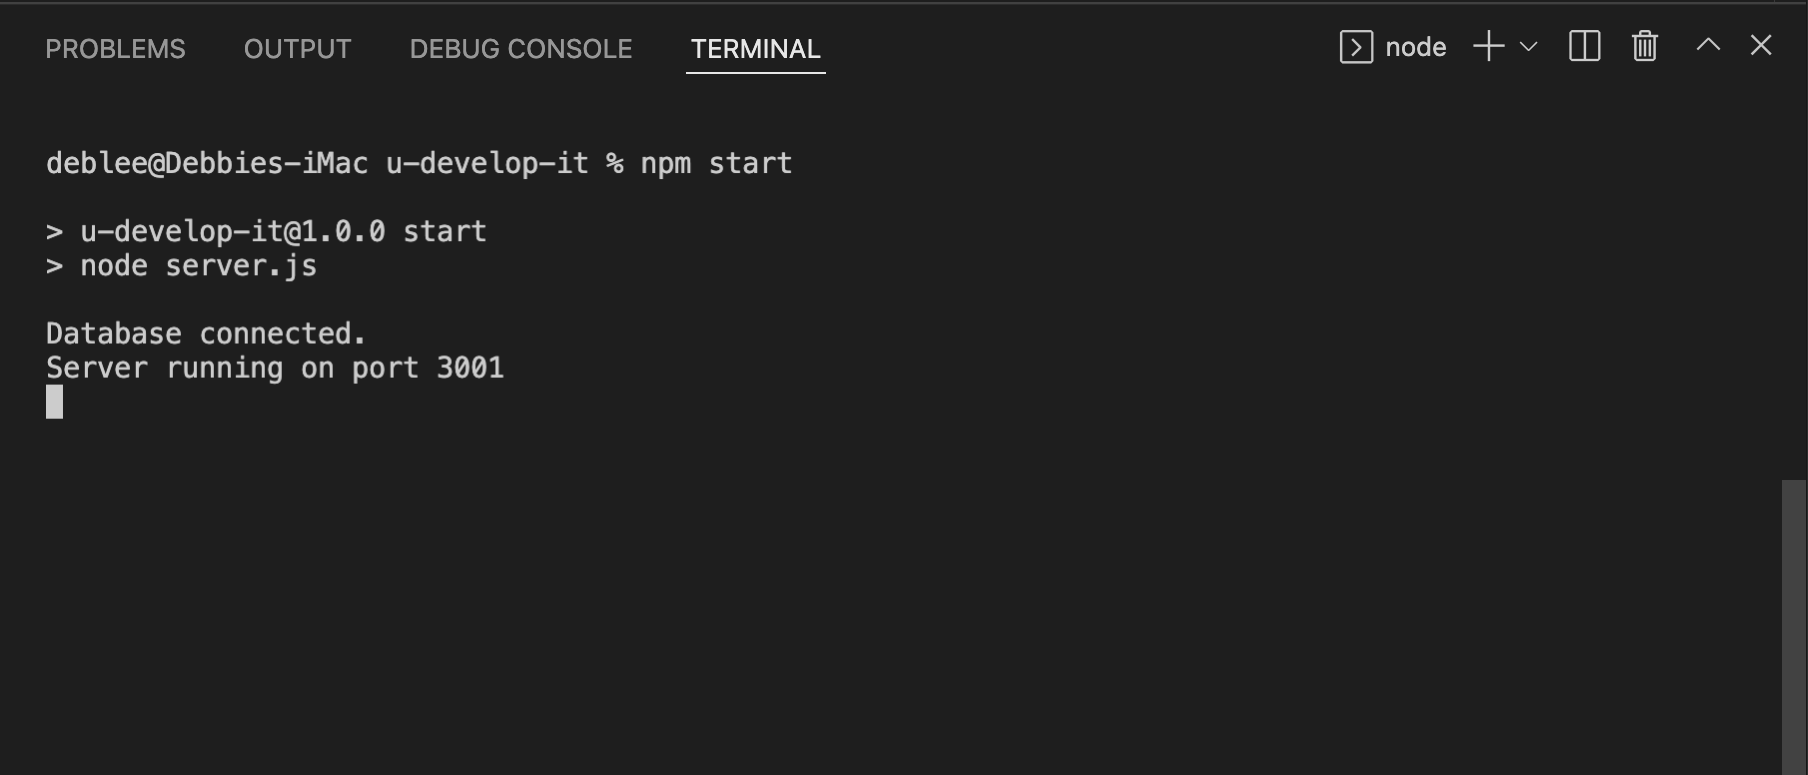 PROBLEMS OUTPUT DEBUG CONSOLE TERMINAL node
deblee@Debbies-iMac u-develop-it % npm start
> u-develop-it@1.0.0 start
> node server.js
Database connected.
Server running on port 3001